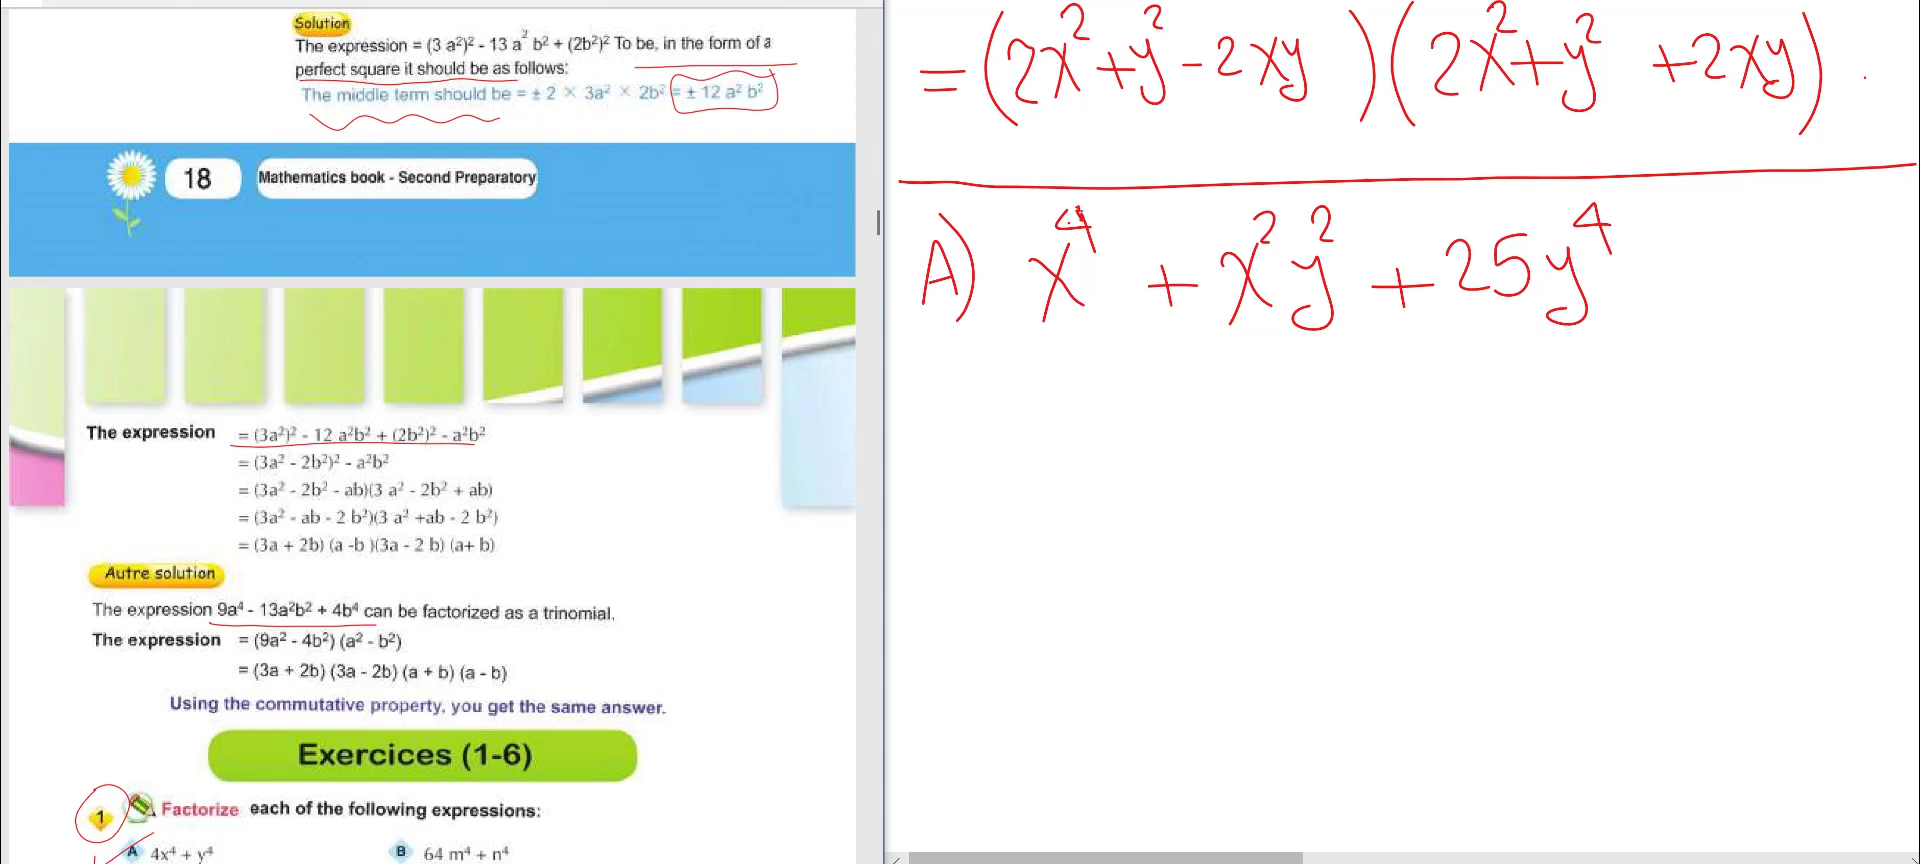 Solution
The expression = (3 a²)² - 13 a² b² + (2b²)² To be, in the form of a
perfect square it should be as follows:
The middle term should be = ± 2 × 3a² × 2b² = ± 12 a² b²
18
Mathematics book - Second Preparatory
The expression = (3a²)² - 12 a²b² + (2b²)² - a²b²
= (3a² - 2b²)² - a²b²
= (3a² - 2b² - ab)(3 a² - 2b² + ab)
= (3a² - ab - 2 b²)(3 a² +ab - 2 b²)
= (3a + 2b) (a -b )(3a - 2 b) (a+ b)
Autre solution
The expression 9a⁴ - 13a²b² + 4b⁴ can be factorized as a trinomial.
The expression = (9a² - 4b²) (a² - b²)
= (3a + 2b) (3a - 2b) (a + b) (a - b)
Using the commutative property, you get the same answer.
Exercices (1-6)
1 Factorize each of the following expressions:
A 4x⁴ + y⁴ B 64 m⁴ + n⁴
= (2x² + y² - 2xy ) (2x² + y² + 2xy) .
A) x⁴ + x² y² + 25y⁴